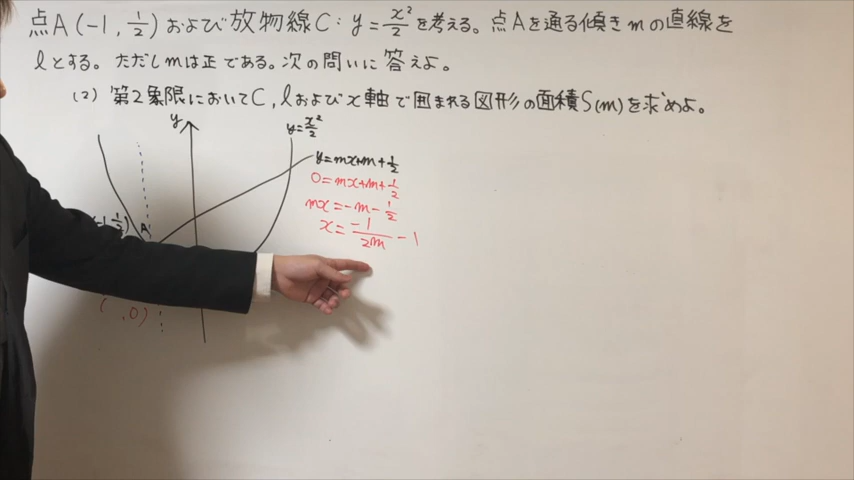 点A(-1, 1/2)および放物線C: y=x²/2を考える。点Aを通る傾きmの直線を
lとする。ただしmは正である。次の問いに答えよ。
(2) 第2象限においてC, lおよびx軸で囲まれる図形の面積S(m)を求めよ。
y
y=x²/2
y=mx+m+1/2
0=mx+m+1/2
mx=-m-1/2
x=-1/2m -1
-1, 1/2)
A
( ,0)